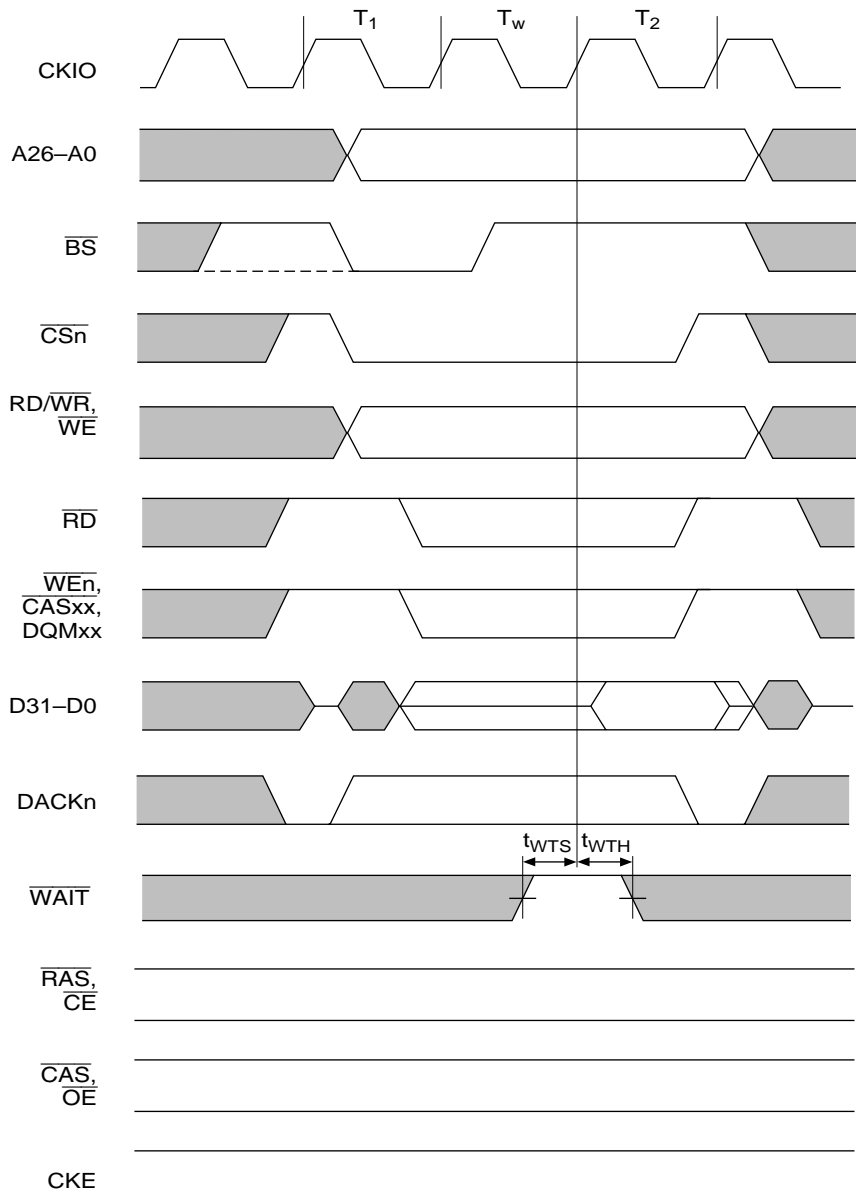 T1 Tw T2
CKIO
A26–A0
BS
CSn
RD/WR,
WE
RD
WEn,
CASxx,
DQMxx
D31–D0
DACKn
tWTS tWTH
WAIT
RAS,
CE
CAS,
OE
CKE